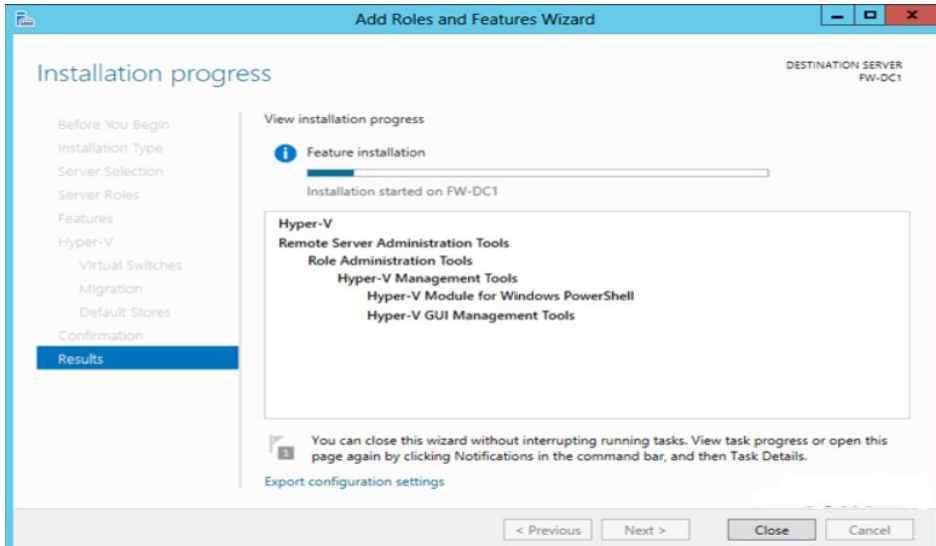 Add Roles and Features Wizard
Installation progress
DESTINATION SERVER
FW-DC1
Before You Begin
Installation Type
Server Selection
Server Roles
Features
Hyper-V
Virtual Switches
Migration
Default Stores
Confirmation
Results
View installation progress
Feature installation
Installation started on FW-DC1
Hyper-V
Remote Server Administration Tools
Role Administration Tools
Hyper-V Management Tools
Hyper-V Module for Windows PowerShell
Hyper-V GUI Management Tools
1
You can close this wizard without interrupting running tasks. View task progress or open this
page again by clicking Notifications in the command bar, and then Task Details.
Export configuration settings
< Previous
Next >
Close
Cancel